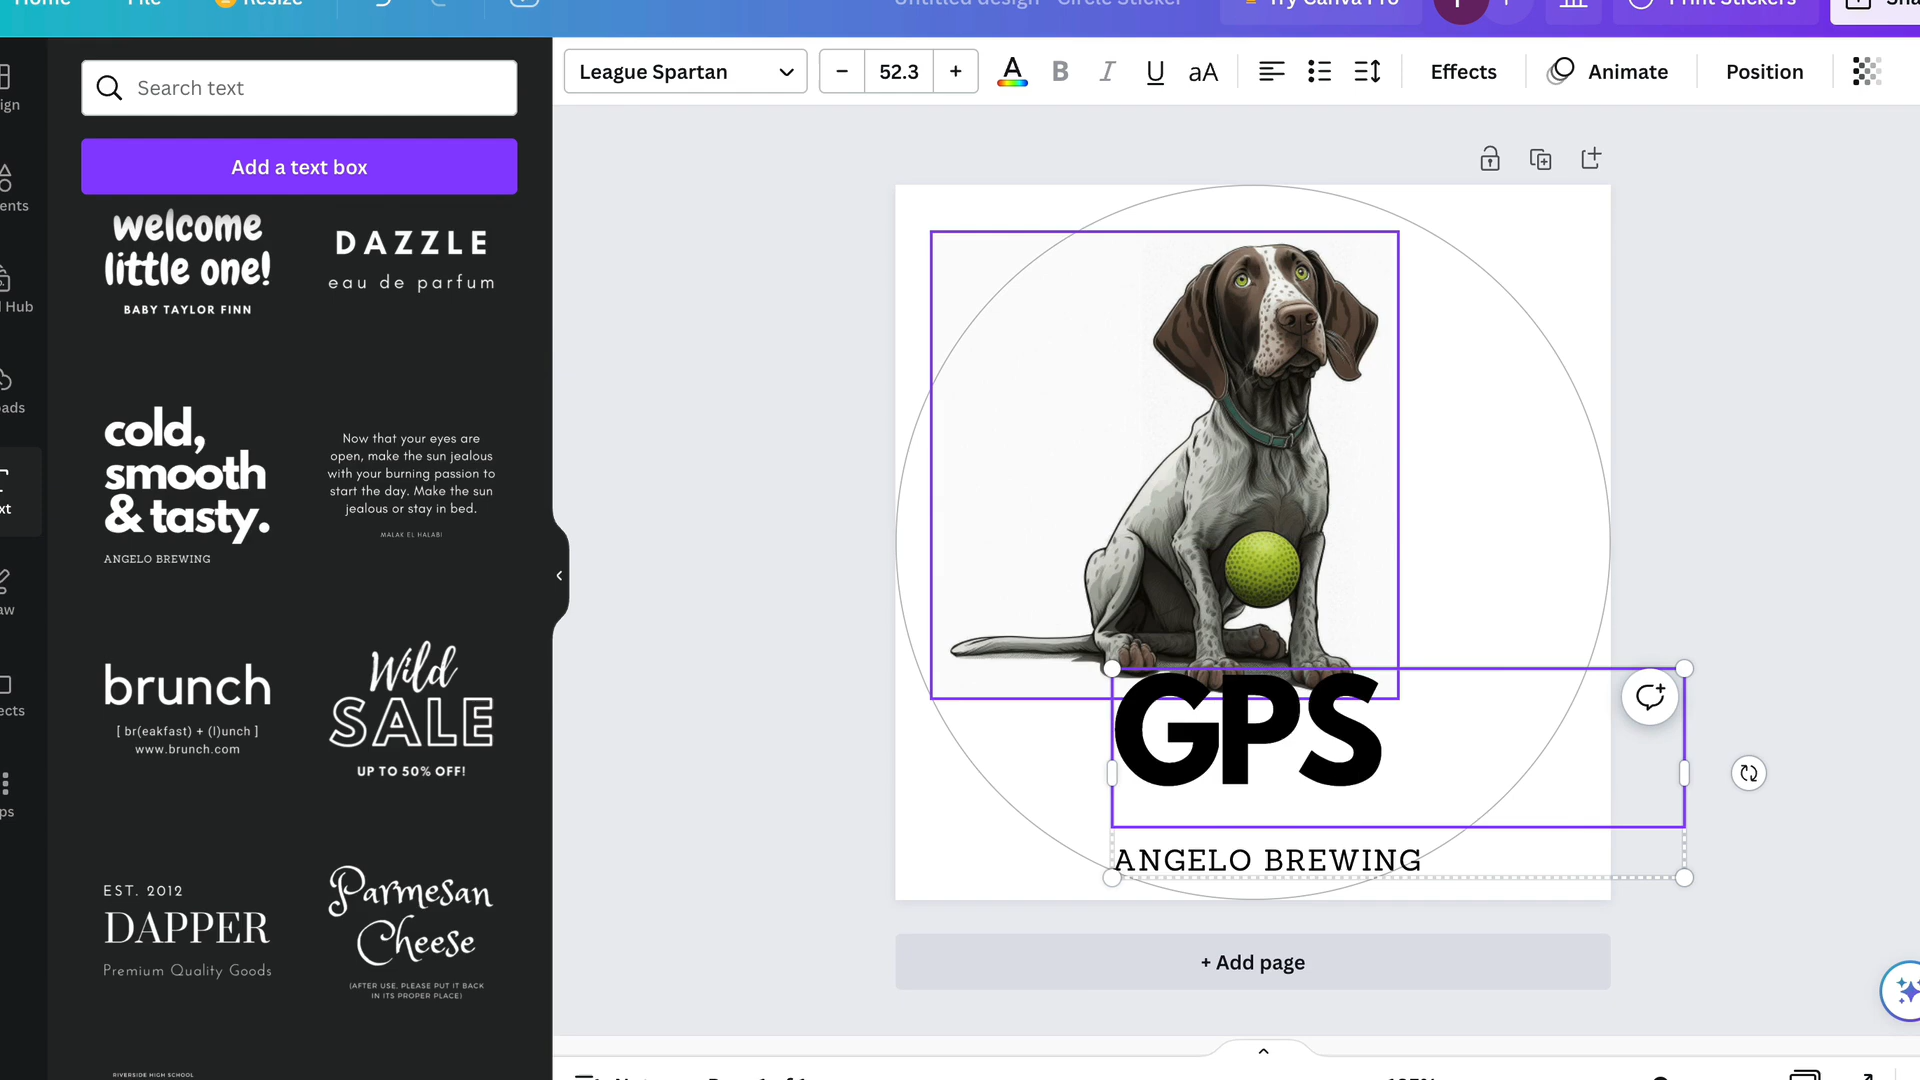 Home File Resize Untitled design - Circle Sticker Try Canva Pro Print Stickers
League Spartan 52.3 A B I U aA Effects Animate Position
Search text
Add a text box
welcome
little one!
BABY TAYLOR FINN
DAZZLE
eau de parfum
cold,
smooth
& tasty.
ANGELO BREWING
Now that your eyes are
open, make the sun jealous
with your burning passion to
start the day. Make the sun
jealous or stay in bed.
MALAK EL HALABI
brunch
[ br(eakfast) + (l)unch ]
www.brunch.com
Wild
SALE
UP TO 50% OFF!
EST. 2012
DAPPER
Premium Quality Goods
Parmesan
Cheese
(AFTER USE, PLEASE PUT IT BACK
IN ITS PROPER PLACE)
RIVERSIDE HIGH SCHOOL
GPS
ANGELO BREWING
+ Add page